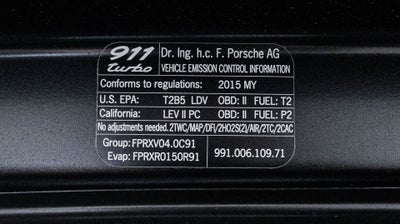 911 Dr. Ing. h.c. F. Porsche AG
turbo VEHICLE EMISSION CONTROL INFORMATION
Conforms to regulations: 2015 MY
U.S. EPA: T2B5 LDV OBD: II FUEL: T2
California: LEV II PC OBD: II FUEL: P2
No adjustments needed. 2TWC/MAP/DFI/2HO2S(2)/AIR/2TC/2CAC
Group: FPRXV04.0C91
Evap: FPRXR0150R91 991.006.109.71